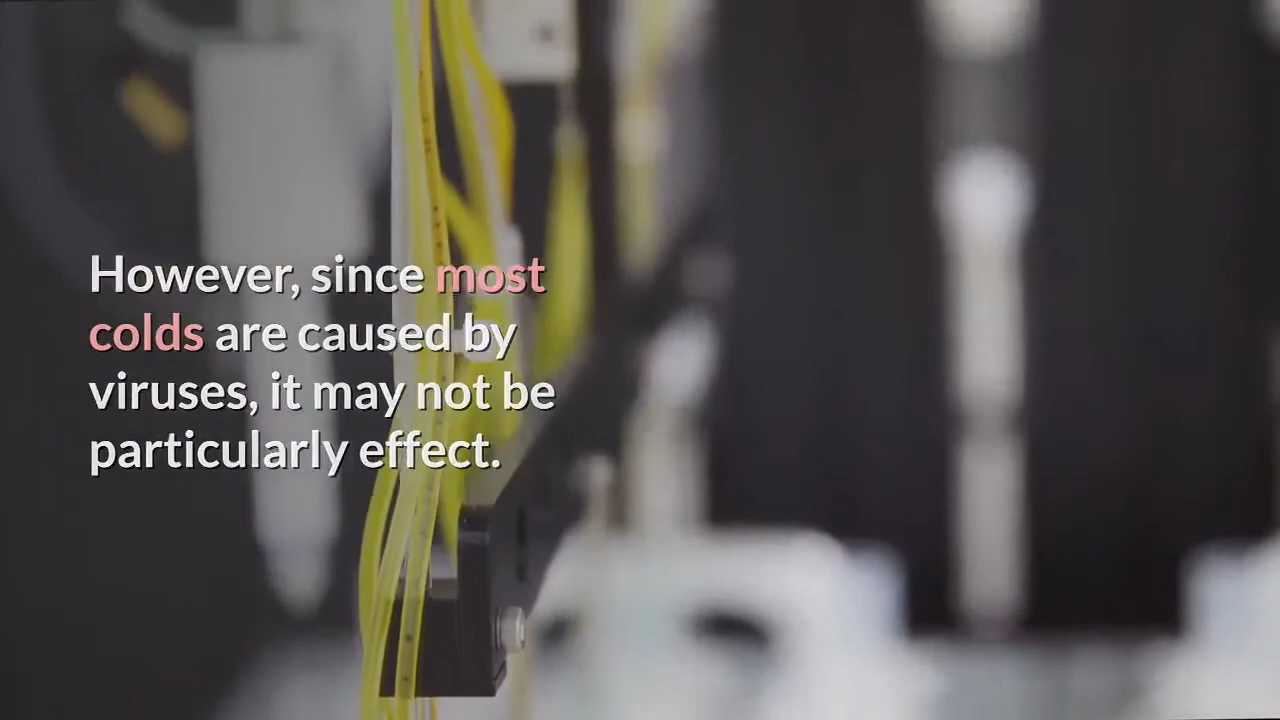 However, since most
colds are caused by
viruses, it may not be
particularly effect.